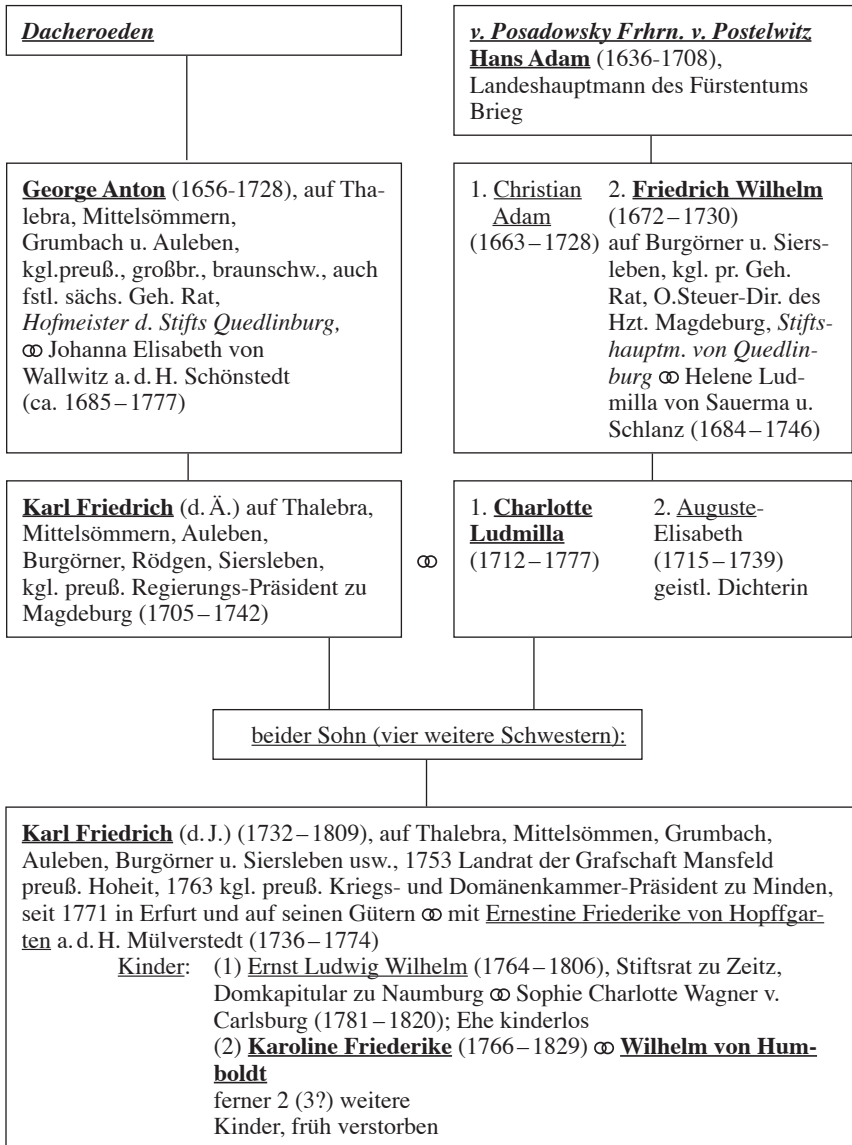 Dacheroeden
v. Posadowsky Frhrn. v. Postelwitz
Hans Adam (1636-1708),
Landeshauptmann des Fürstentums
Brieg
George Anton (1656-1728), auf Tha-
lebra, Mittelsömmern,
Grumbach u. Auleben,
kgl.preuß., großbr., braunschw., auch
fstl. sächs. Geh. Rat,
Hofmeister d. Stifts Quedlinburg,
⚭ Johanna Elisabeth von
Wallwitz a. d. H. Schönstedt
(ca. 1685–1777)
1. Christian
Adam
(1663–1728)
2. Friedrich Wilhelm
(1672–1730)
auf Burgörner u. Siers-
leben, kgl. pr. Geh.
Rat, O.Steuer-Dir. des
Hzt. Magdeburg, Stifts-
hauptm. von Quedlin-
burg ⚭ Helene Lud-
milla von Sauerma u.
Schlanz (1684–1746)
Karl Friedrich (d. Ä.) auf Thalebra,
Mittelsömmern, Auleben,
Burgörner, Rödgen, Siersleben,
kgl. preuß. Regierungs-Präsident zu
Magdeburg (1705–1742)
⚭
1. Charlotte
Ludmilla
(1712–1777)
2. Auguste-
Elisabeth
(1715–1739)
geistl. Dichterin
beider Sohn (vier weitere Schwestern):
Karl Friedrich (d. J.) (1732–1809), auf Thalebra, Mittelsömmen, Grumbach,
Auleben, Burgörner u. Siersleben usw., 1753 Landrat der Grafschaft Mansfeld
preuß. Hoheit, 1763 kgl. preuß. Kriegs- und Domänenkammer-Präsident zu Minden,
seit 1771 in Erfurt und auf seinen Gütern ⚭ mit Ernestine Friederike von Hopffgar-
ten a. d. H. Mülverstedt (1736–1774)
Kinder: (1) Ernst Ludwig Wilhelm (1764–1806), Stiftsrat zu Zeitz,
Domkapitular zu Naumburg ⚭ Sophie Charlotte Wagner v.
Carlsburg (1781–1820); Ehe kinderlos
(2) Karoline Friederike (1766–1829) ⚭ Wilhelm von Hum-
boldt
ferner 2 (3?) weitere
Kinder, früh verstorben